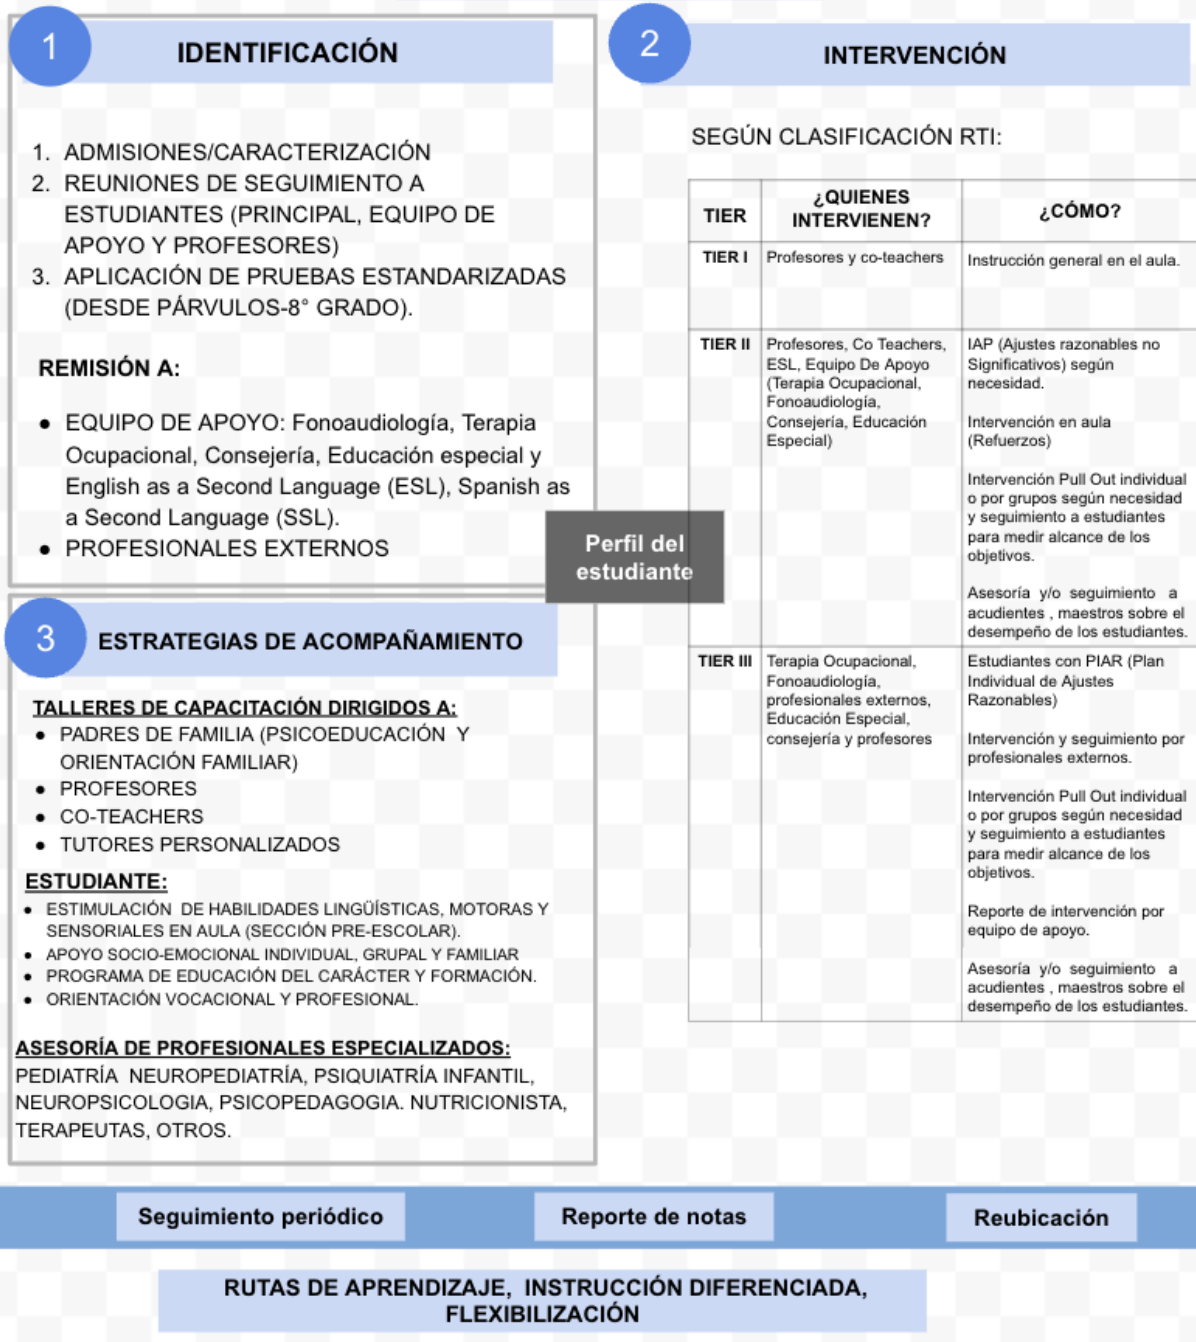 1
IDENTIFICACIÓN
1. ADMISIONES/CARACTERIZACIÓN
2. REUNIONES DE SEGUIMIENTO A
ESTUDIANTES (PRINCIPAL, EQUIPO DE
APOYO Y PROFESORES)
3. APLICACIÓN DE PRUEBAS ESTANDARIZADAS
(DESDE PÁRVULOS-8° GRADO).
REMISIÓN A:
● EQUIPO DE APOYO: Fonoaudiología, Terapia
Ocupacional, Consejería, Educación especial y
English as a Second Language (ESL), Spanish as
a Second Language (SSL).
● PROFESIONALES EXTERNOS
2
INTERVENCIÓN
SEGÚN CLASIFICACIÓN RTI:
TIER
¿QUIENES
INTERVIENEN?
¿CÓMO?
TIER I
Profesores y co-teachers
Instrucción general en el aula.
TIER II
Profesores, Co Teachers,
ESL, Equipo De Apoyo
(Terapia Ocupacional,
Fonoaudiología,
Consejería, Educación
Especial)
IAP (Ajustes razonables no
Significativos) según
necesidad.
Intervención en aula
(Refuerzos)
Intervención Pull Out individual
o por grupos según necesidad
y seguimiento a estudiantes
para medir alcance de los
objetivos.
Asesoría y/o seguimiento a
acudientes , maestros sobre el
desempeño de los estudiantes.
TIER III
Terapia Ocupacional,
Fonoaudiología,
profesionales externos,
Educación Especial,
consejería y profesores
Estudiantes con PIAR (Plan
Individual de Ajustes
Razonables)
Intervención y seguimiento por
profesionales externos.
Intervención Pull Out individual
o por grupos según necesidad
y seguimiento a estudiantes
para medir alcance de los
objetivos.
Reporte de intervención por
equipo de apoyo.
Asesoría y/o seguimiento a
acudientes , maestros sobre el
desempeño de los estudiantes.
Perfil del
estudiante
3
ESTRATEGIAS DE ACOMPAÑAMIENTO
TALLERES DE CAPACITACIÓN DIRIGIDOS A:
● PADRES DE FAMILIA (PSICOEDUCACIÓN Y
ORIENTACIÓN FAMILIAR)
● PROFESORES
● CO-TEACHERS
● TUTORES PERSONALIZADOS
ESTUDIANTE:
● ESTIMULACIÓN DE HABILIDADES LINGÜÍSTICAS, MOTORAS Y
SENSORIALES EN AULA (SECCIÓN PRE-ESCOLAR).
● APOYO SOCIO-EMOCIONAL INDIVIDUAL, GRUPAL Y FAMILIAR
● PROGRAMA DE EDUCACIÓN DEL CARÁCTER Y FORMACIÓN.
● ORIENTACIÓN VOCACIONAL Y PROFESIONAL.
ASESORÍA DE PROFESIONALES ESPECIALIZADOS:
PEDIATRÍA NEUROPEDIATRÍA, PSIQUIATRÍA INFANTIL,
NEUROPSICOLOGIA, PSICOPEDAGOGIA. NUTRICIONISTA,
TERAPEUTAS, OTROS.
Seguimiento periódico
Reporte de notas
Reubicación
RUTAS DE APRENDIZAJE, INSTRUCCIÓN DIFERENCIADA,
FLEXIBILIZACIÓN